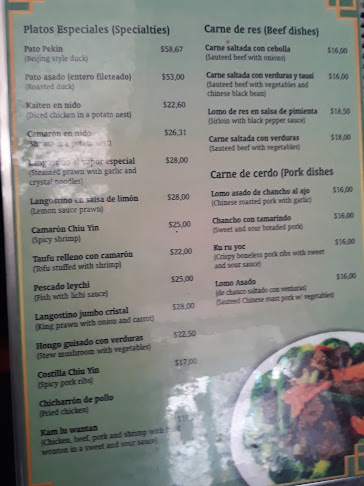 Platos Especiales (Specialties)
Pato Pekin $58,67
(Beijing style duck)
Pato asado (entero fileteado) $53,00
(Roasted duck)
Kaiten en nido $22,60
(Diced chicken in a potato nest)
Camarón en nido $26,31
(Shrimp in a potato nest)
Langostino al vapor especial $28,00
(Steamed prawn with garlic and
crystal noodles)
Langostino en salsa de limón $28,00
(Lemon sauce prawn)
Camarón Chiu Yin $25,00
(Spicy shrimp)
Taufu relleno con camarón $22,00
(Tofu stuffed with shrimp)
Pescado leychi $25,00
(Fish with lichi sauce)
Langostino jumbo cristal $28,00
(King prawn with onion and carrot)
Hongo guisado con verduras $22,50
(Stew mushroom with vegetables)
Costilla Chiu Yin $17,00
(Spicy pork ribs)
Chicharrón de pollo
(Fried chicken)
Kam lu wantan
(Chicken, beef, pork and shrimp with
wonton in a sweet and sour sauce)
Carne de res (Beef dishes)
Carne saltada con cebolla $16,00
(Sauteed beef with onions)
Carne saltada con verduras y tausi $16,00
(Sauteed beef with vegetables and
chinese black bean)
Lomo de res en salsa de pimienta $18,50
(Sirloin with black pepper sauce)
Carne saltada con verduras $18,00
(Sauteed beef with vegetables)
Carne de cerdo (Pork dishes
Lomo asado de chancho al ajo $16,00
(Chinese roasted pork with garlic)
Chancho con tamarindo $16,00
(Sweet and sour breaded pork)
Ku ru yoc $16,00
(Crispy boneless pork ribs with sweet
and sour sauce)
Lomo Asado $16,00
(de chanco saltado con verduras)
(Sauteed Chinese roast pork w/ vegetables)